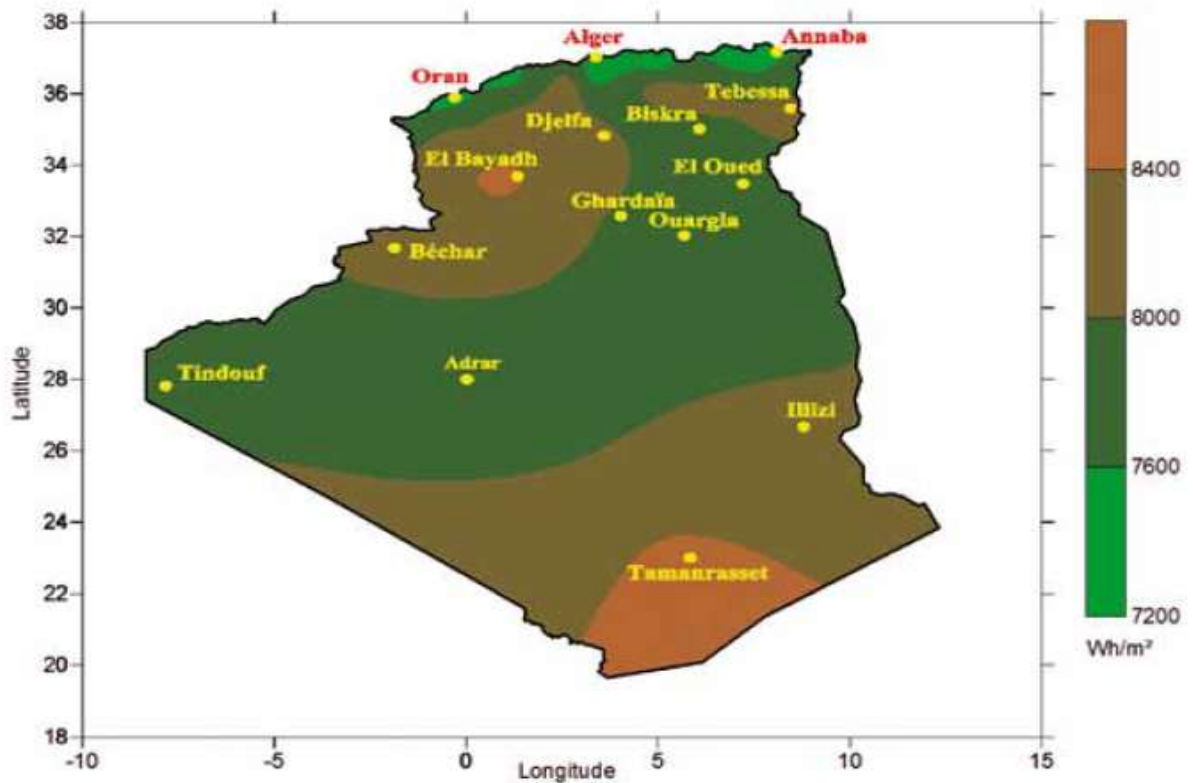 38
36
34
32
30
28
26
24
22
20
18
Latitude
-10
-5
0
5
10
15
Longitude
Alger
Annaba
Oran
Tebessa
Biskra
Djelfa
El Bayadh
El Oued
Ghardaïa
Ouargla
Béchar
Tindouf
Adrar
Illizi
Tamanrasset
8400
8000
7600
7200
Wh/m²